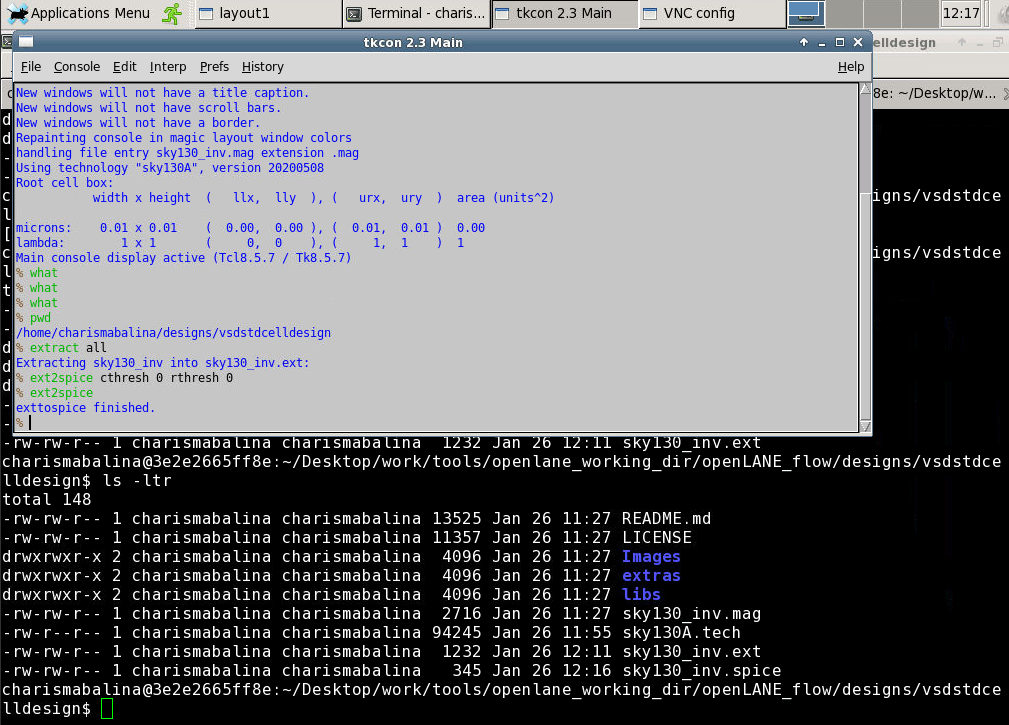 Applications Menu layout1 Terminal - charis... tkcon 2.3 Main VNC config 12:17
tkcon 2.3 Main
elldesign
File Console Edit Interp Prefs History Help
8e: ~/Desktop/w...
New windows will not have a title caption.
New windows will not have scroll bars.
New windows will not have a border.
Repainting console in magic layout window colors
handling file entry sky130_inv.mag extension .mag
Using technology "sky130A", version 20200508
Root cell box:
width x height ( llx, lly ), ( urx, ury ) area (units^2)
igns/vsdstdce
microns: 0.01 x 0.01 ( 0.00, 0.00 ), ( 0.01, 0.01 ) 0.00
lambda: 1 x 1 ( 0, 0 ), ( 1, 1 ) 1
igns/vsdstdce
Main console display active (Tcl8.5.7 / Tk8.5.7)
% what
% what
% what
% pwd
/home/charismabalina/designs/vsdstdcelldesign
% extract all
Extracting sky130_inv into sky130_inv.ext:
% ext2spice cthresh 0 rthresh 0
% ext2spice
exttospice finished.
%
-rw-rw-r-- 1 charismabalina charismabalina 1232 Jan 26 12:11 sky130_inv.ext
charismabalina@3e2e2665ff8e:~/Desktop/work/tools/openlane_working_dir/openLANE_flow/designs/vsdstdce
lldesign$ ls -ltr
total 148
-rw-rw-r-- 1 charismabalina charismabalina 13525 Jan 26 11:27 README.md
-rw-rw-r-- 1 charismabalina charismabalina 11357 Jan 26 11:27 LICENSE
drwxrwxr-x 2 charismabalina charismabalina 4096 Jan 26 11:27 Images
drwxrwxr-x 2 charismabalina charismabalina 4096 Jan 26 11:27 extras
drwxrwxr-x 2 charismabalina charismabalina 4096 Jan 26 11:27 libs
-rw-rw-r-- 1 charismabalina charismabalina 2716 Jan 26 11:27 sky130_inv.mag
-rw-r--r-- 1 charismabalina charismabalina 94245 Jan 26 11:55 sky130A.tech
-rw-rw-r-- 1 charismabalina charismabalina 1232 Jan 26 12:11 sky130_inv.ext
-rw-rw-r-- 1 charismabalina charismabalina 345 Jan 26 12:16 sky130_inv.spice
charismabalina@3e2e2665ff8e:~/Desktop/work/tools/openlane_working_dir/openLANE_flow/designs/vsdstdce
lldesign$